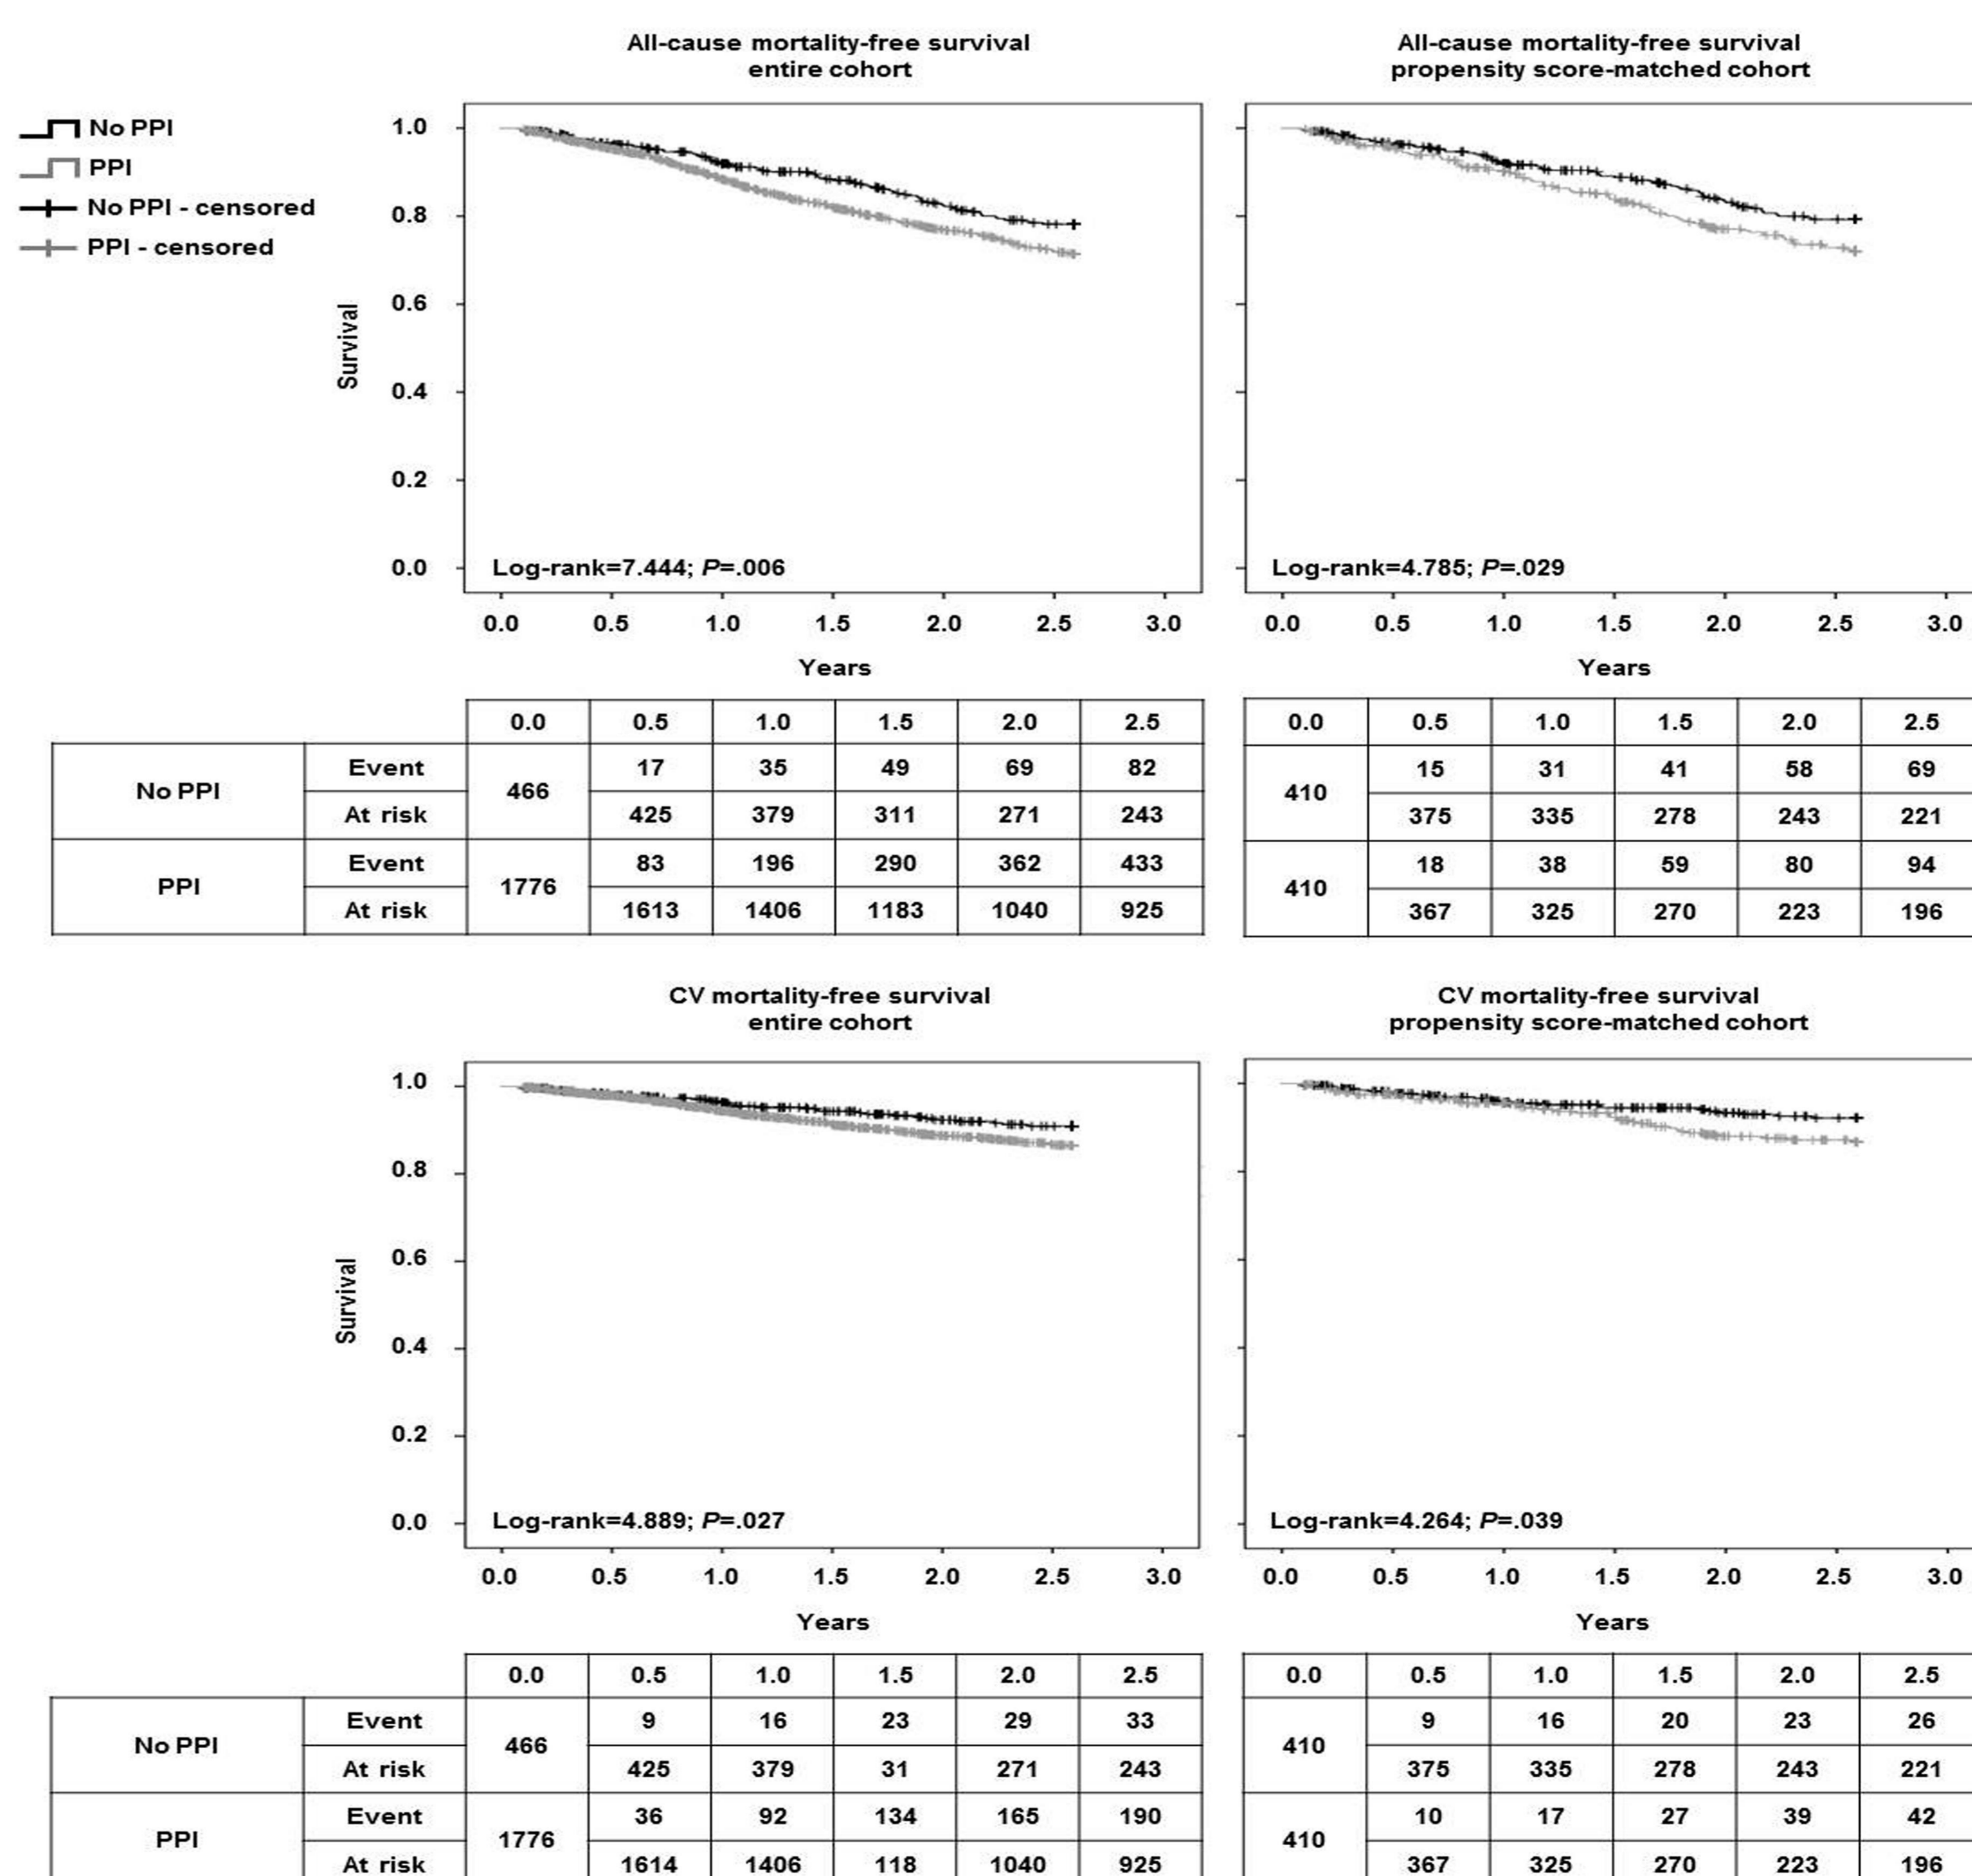 All-cause mortality-free survival
entire cohort
All-cause mortality-free survival
propensity score-matched cohort
No PPI
PPI
No PPI - censored
PPI - censored
Survival
1.0
0.8
0.6
0.4
0.2
0.0
Log-rank=7.444; P=.006
Log-rank=4.785; P=.029
0.0 0.5 1.0 1.5 2.0 2.5 3.0
0.0 0.5 1.0 1.5 2.0 2.5 3.0
Years
Years
0.0 0.5 1.0 1.5 2.0 2.5
No PPI Event 466 17 35 49 69 82
At risk 425 379 311 271 243
PPI Event 1776 83 196 290 362 433
At risk 1613 1406 1183 1040 925
0.0 0.5 1.0 1.5 2.0 2.5
410 15 31 41 58 69
375 335 278 243 221
410 18 38 59 80 94
367 325 270 223 196
CV mortality-free survival
entire cohort
CV mortality-free survival
propensity score-matched cohort
Survival
1.0
0.8
0.6
0.4
0.2
0.0
Log-rank=4.889; P=.027
Log-rank=4.264; P=.039
0.0 0.5 1.0 1.5 2.0 2.5 3.0
0.0 0.5 1.0 1.5 2.0 2.5 3.0
Years
Years
0.0 0.5 1.0 1.5 2.0 2.5
No PPI Event 466 9 16 23 29 33
At risk 425 379 31 271 243
PPI Event 1776 36 92 134 165 190
At risk 1614 1406 118 1040 925
0.0 0.5 1.0 1.5 2.0 2.5
410 9 16 20 23 26
375 335 278 243 221
410 10 17 27 39 42
367 325 270 223 196